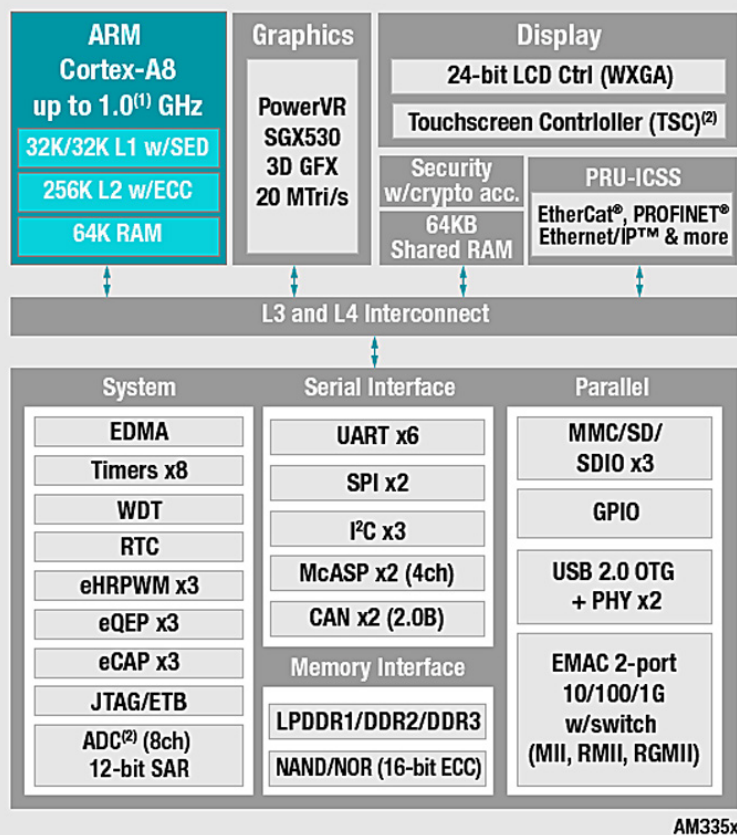 ARM
Cortex-A8
up to 1.0⁽¹⁾ GHz
32K/32K L1 w/SED
256K L2 w/ECC
64K RAM
Graphics
PowerVR
SGX530
3D GFX
20 MTri/s
Display
24-bit LCD Ctrl (WXGA)
Touchscreen Contrloller (TSC)⁽²⁾
Security
w/crypto acc.
64KB
Shared RAM
PRU-ICSS
EtherCat®, PROFINET®
Ethernet/IP™ & more
L3 and L4 Interconnect
System
EDMA
Timers x8
WDT
RTC
eHRPWM x3
eQEP x3
eCAP x3
JTAG/ETB
ADC⁽²⁾ (8ch)
12-bit SAR
Serial Interface
UART x6
SPI x2
I²C x3
McASP x2 (4ch)
CAN x2 (2.0B)
Memory Interface
LPDDR1/DDR2/DDR3
NAND/NOR (16-bit ECC)
Parallel
MMC/SD/
SDIO x3
GPIO
USB 2.0 OTG
+ PHY x2
EMAC 2-port
10/100/1G
w/switch
(MII, RMII, RGMII)
AM335x